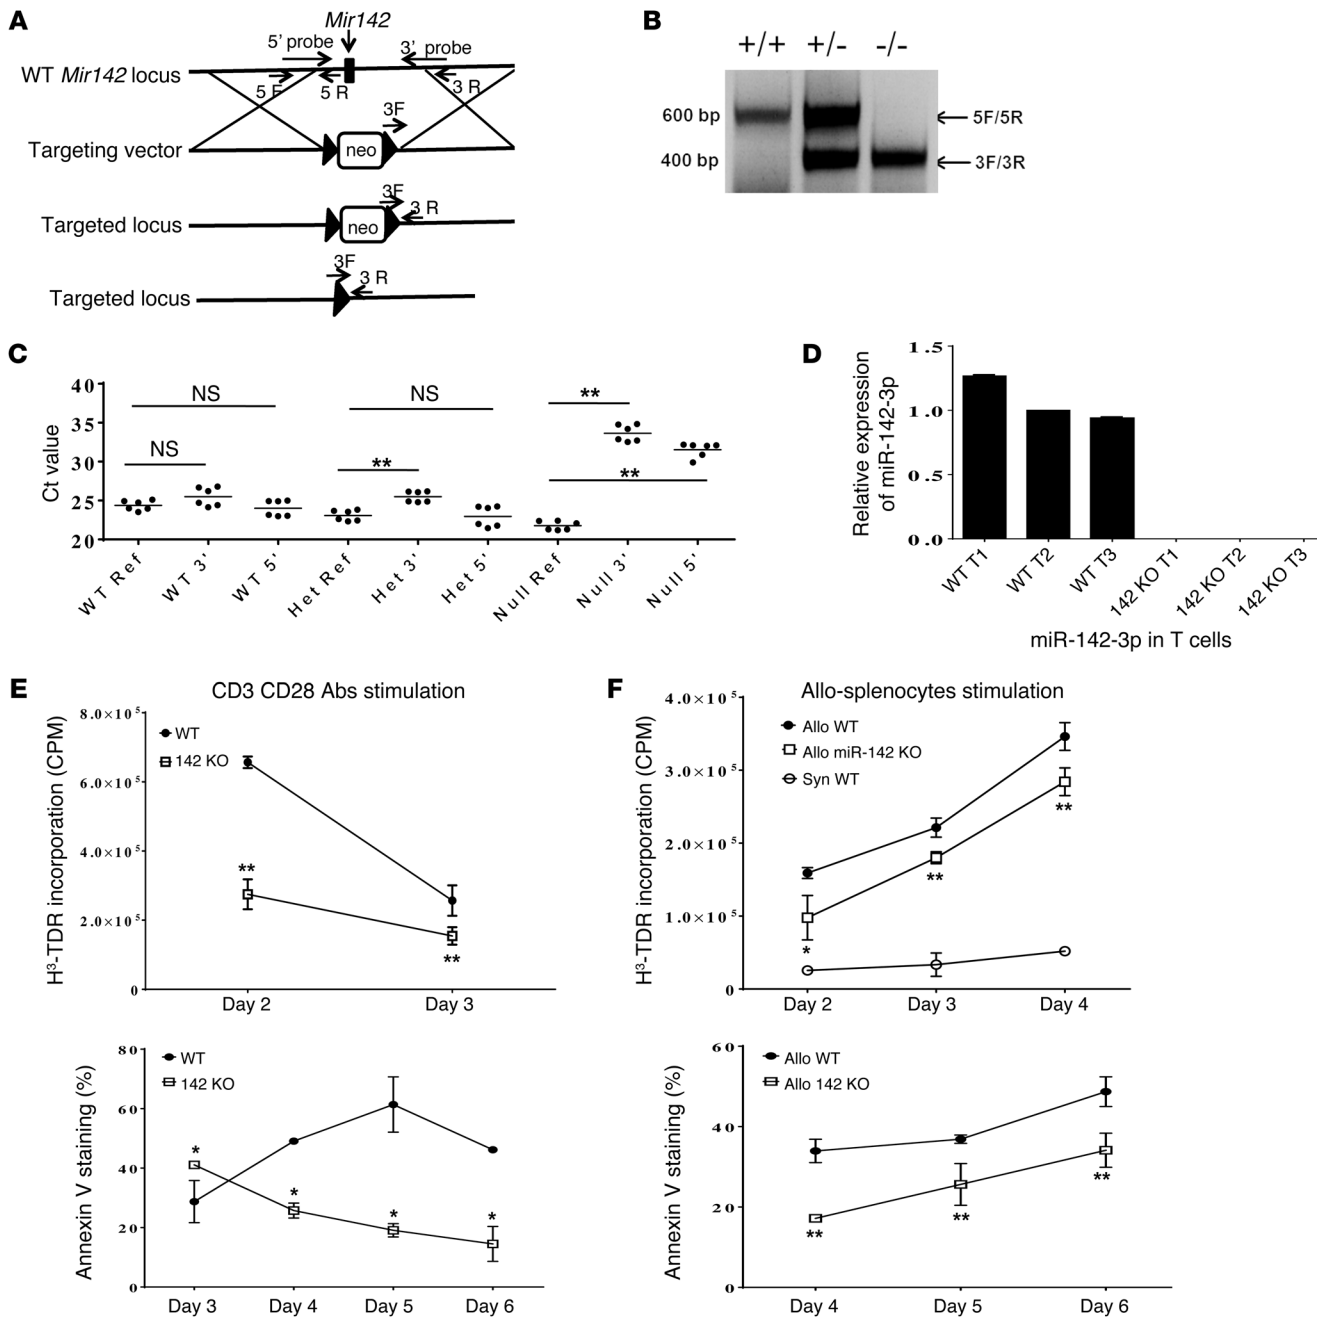 A
Mir142
5' probe
3' probe
WT Mir142 locus
5 F
5 R
3 R
3F
Targeting vector
neo
3F
3 R
Targeted locus
neo
3F
3 R
Targeted locus
B
+/+ +/- -/-
600 bp
5F/5R
400 bp
3F/3R
C
Ct value
40
35
30
25
20
NS
NS
NS
**
**
**
WT Ref
WT 3'
WT 5'
Het Ref
Het 3'
Het 5'
Null Ref
Null 3'
Null 5'
D
Relative expression
of miR-142-3p
1.5
1.0
0.5
0.0
WT T1
WT T2
WT T3
142 KO T1
142 KO T2
142 KO T3
miR-142-3p in T cells
E
CD3 CD28 Abs stimulation
H³-TDR incorporation (CPM)
8.0×10⁵
6.0×10⁵
4.0×10⁵
2.0×10⁵
0
WT
142 KO
**
**
Day 2 Day 3
Annexin V staining (%)
80
60
40
20
0
WT
142 KO
*
*
*
*
Day 3 Day 4 Day 5 Day 6
F
Allo-splenocytes stimulation
H³-TDR incorporation (CPM)
4.0×10⁵
3.0×10⁵
2.0×10⁵
1.0×10⁵
0
Allo WT
Allo miR-142 KO
Syn WT
*
**
**
Day 2 Day 3 Day 4
Annexin V staining (%)
60
40
20
0
Allo WT
Allo 142 KO
**
**
**
Day 4 Day 5 Day 6